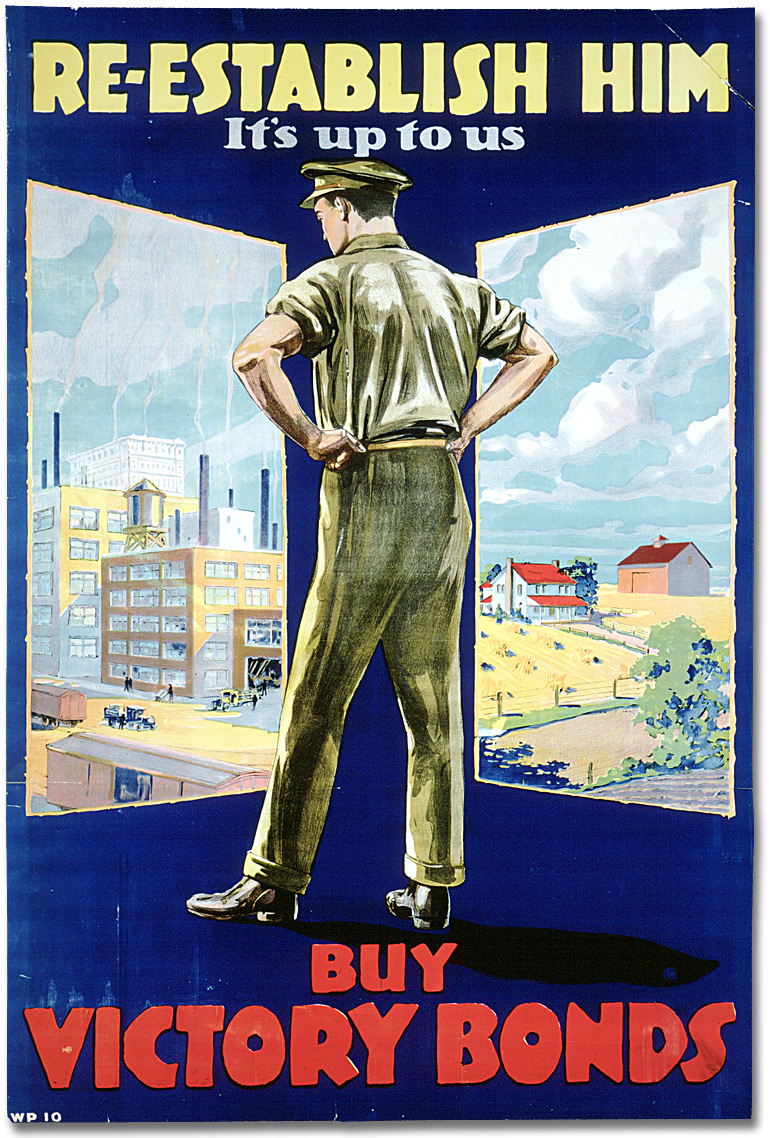 RE-ESTABLISH HIM
It's up to us
BUY
VICTORY BONDS
WP 10